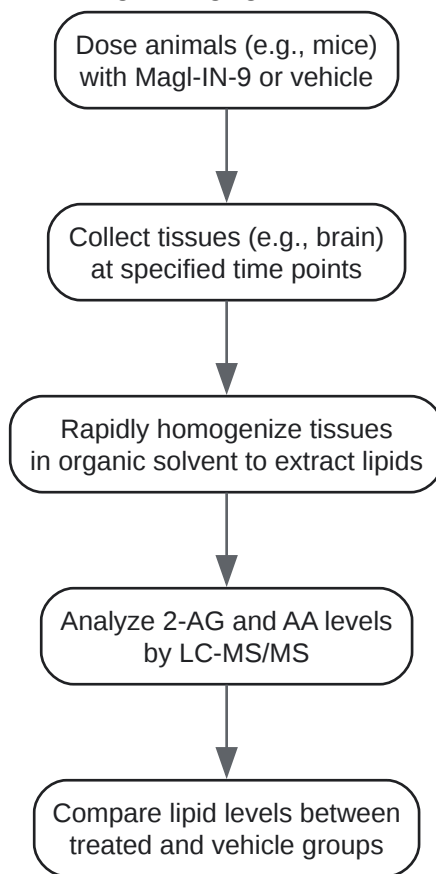 Dose animals (e.g., mice)
with Magl-IN-9 or vehicle
Collect tissues (e.g., brain)
at specified time points
Rapidly homogenize tissues
in organic solvent to extract lipids
Analyze 2-AG and AA levels
by LC-MS/MS
Compare lipid levels between
treated and vehicle groups